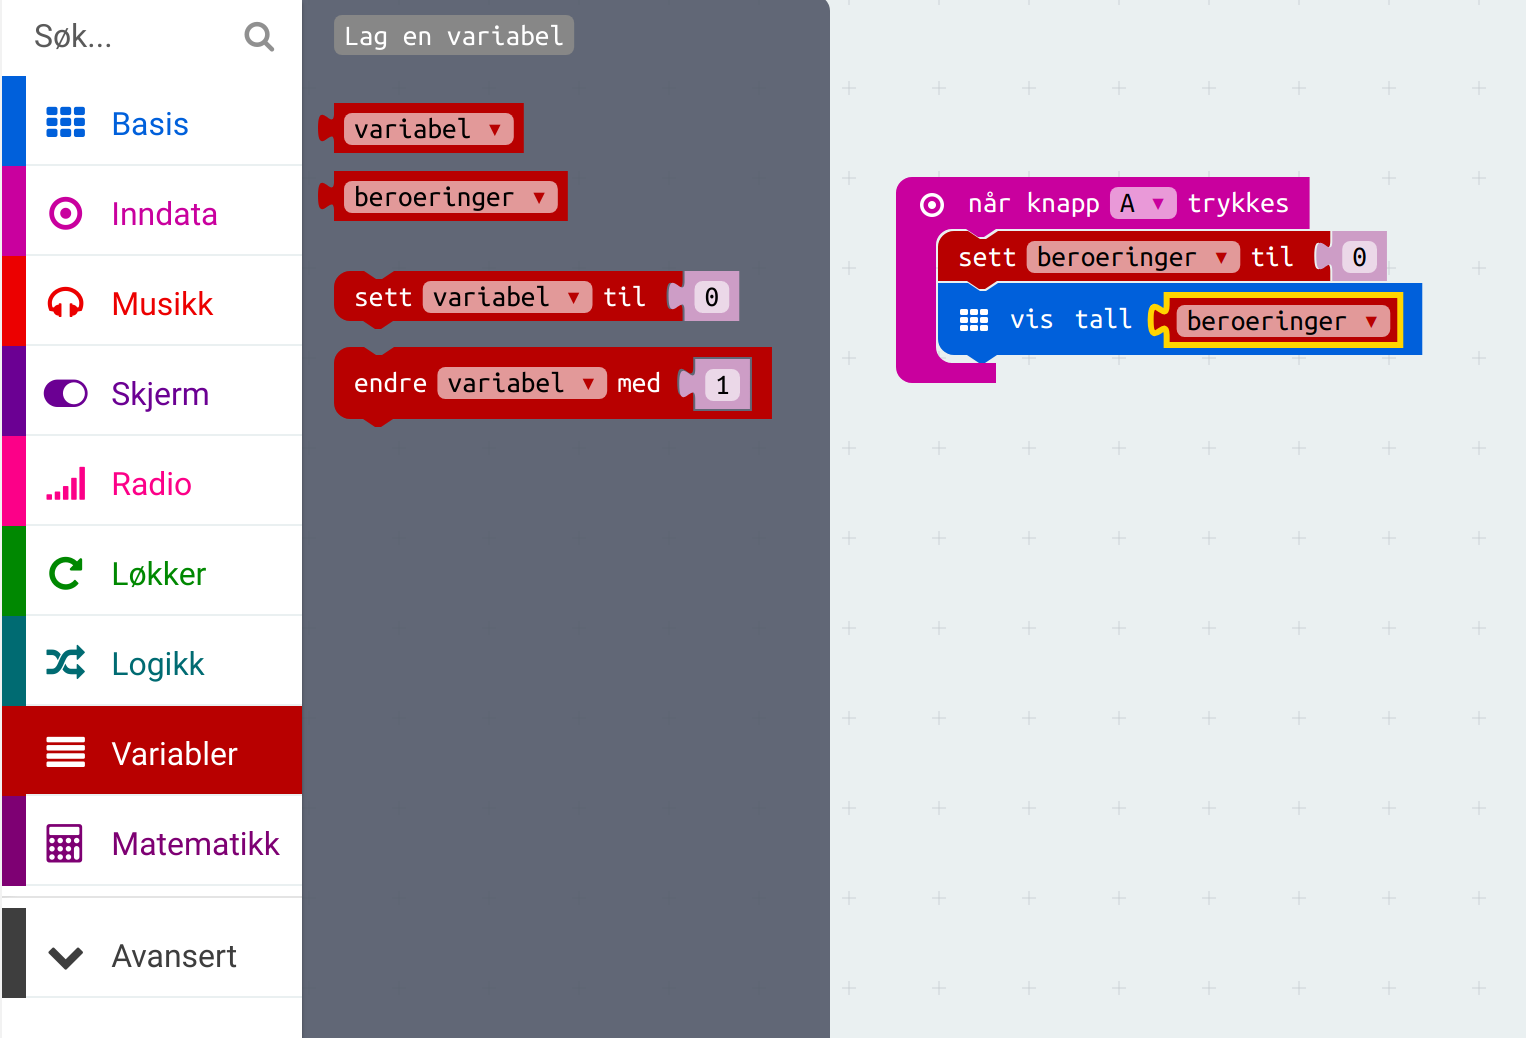 Søk...
Basis
Inndata
Musikk
Skjerm
Radio
Løkker
Logikk
Variabler
Matematikk
Avansert
Lag en variabel
variabel
beroeringer
sett variabel til 0
endre variabel med 1
når knapp A trykkes
sett beroeringer til 0
vis tall beroeringer